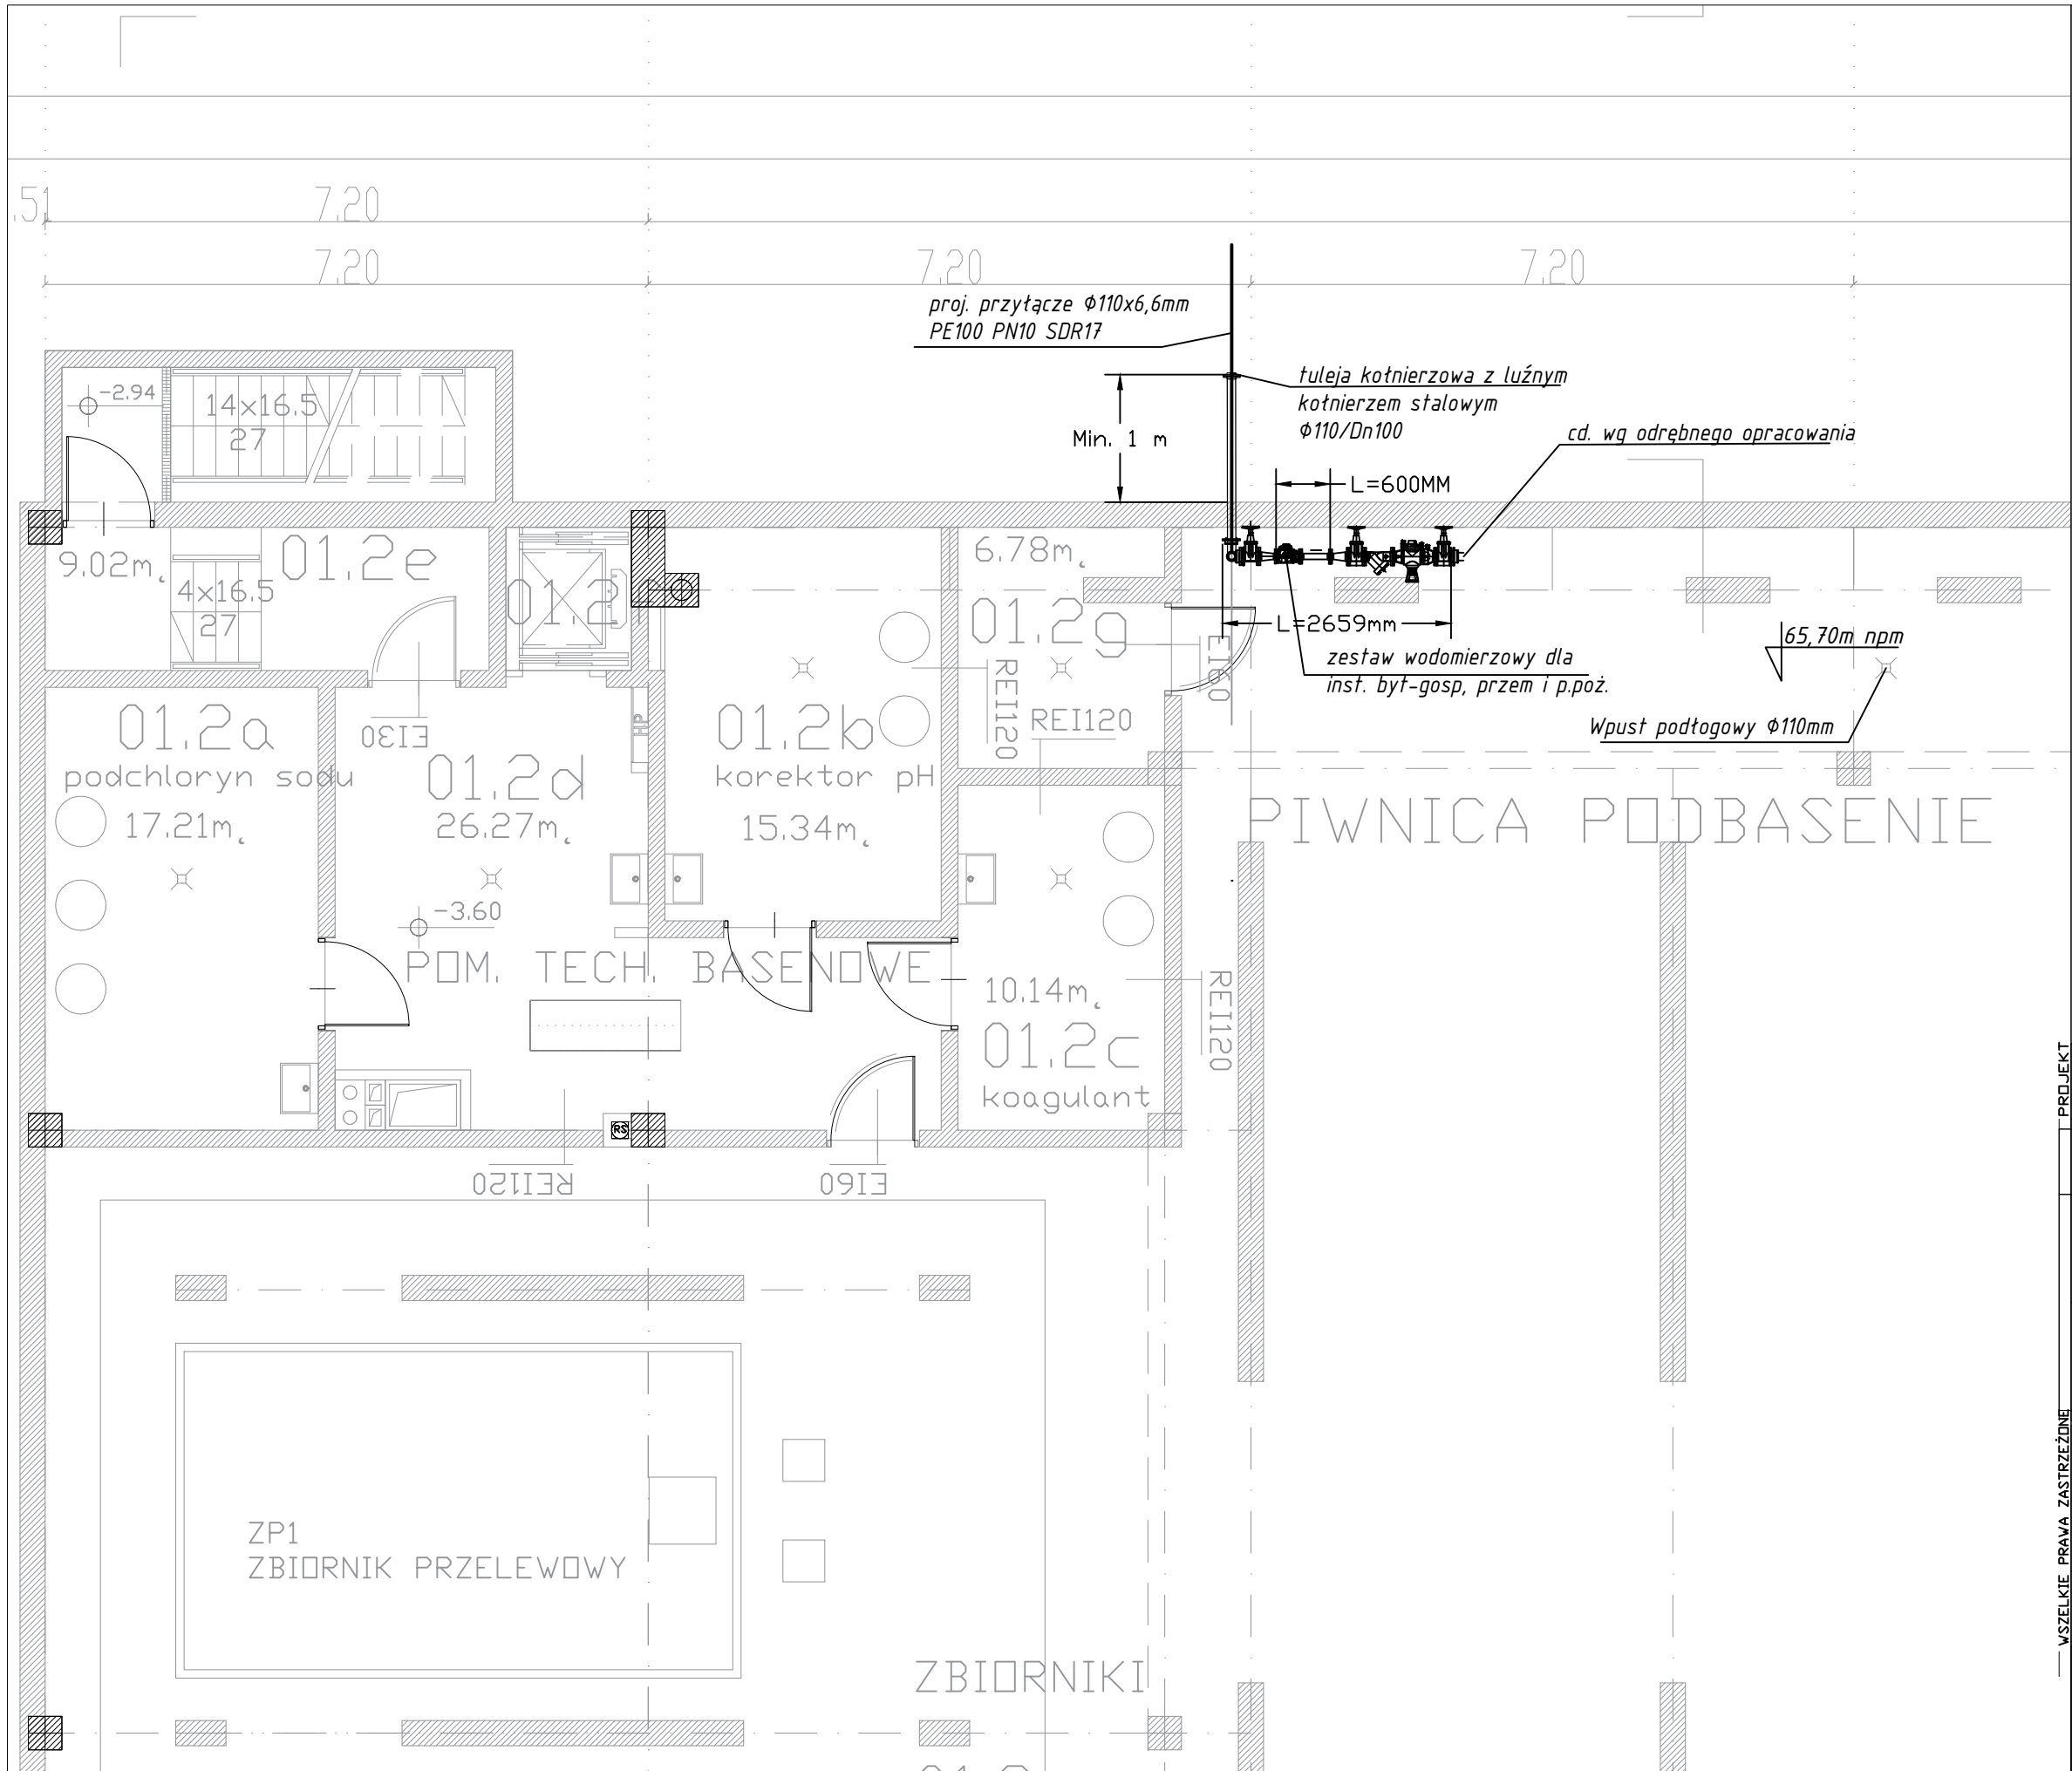 .51
7.20
7.20
7.20
7.20
proj. przyłącze Φ110x6,6mm
PE100 PN10 SDR17
tuleja kołnierzowa z luźnym
kołnierzem stalowym
Φ110/Dn100
cd. wg odrębnego opracowania
Min. 1 m
L=600MM
L=2659mm
zestaw wodomierzowy dla
inst. byt-gosp, przem i p.poż.
65,70m npm
Wpust podłogowy Φ110mm
-2.94
14x16.5
27
9.02m
4x16.5
27
01.2e
01.2f
6.78m
01.2g
EI60
REI120
REI120
EI30
HP
01.2a
podchloryn sodu
17.21m
01.2d
26.27m
01.2b
korektor pH
15.34m
PIWNICA PODBASENIE
-3.60
POM. TECH. BASENOWE
10.14m
01.2c
koagulant
REI120
RS
REI120
EI60
ZP1
ZBIORNIK PRZELEWOWY
ZBIORNIKI
PROJEKT
WSZELKIE PRAWA ZASTRZEŻONE